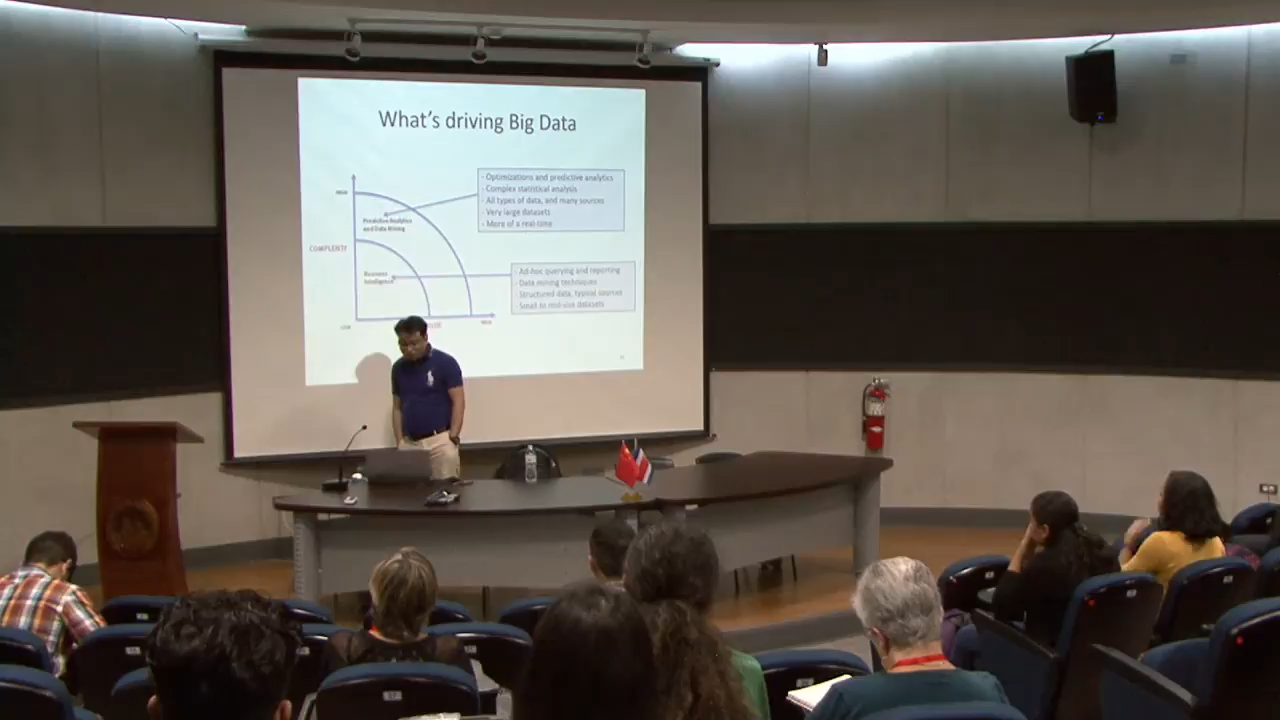 What's driving Big Data
- Optimizations and predictive analytics
- Complex statistical analysis
- All types of data, and many sources
- Very large datasets
- More of a real-time
HIGH
Predictive Analytics
and Data Mining
COMPLEXITY
- Ad-hoc querying and reporting
- Data mining techniques
- Structured data, typical sources
- Small to mid-size datasets
Business
Intelligence
LOW
HIGH